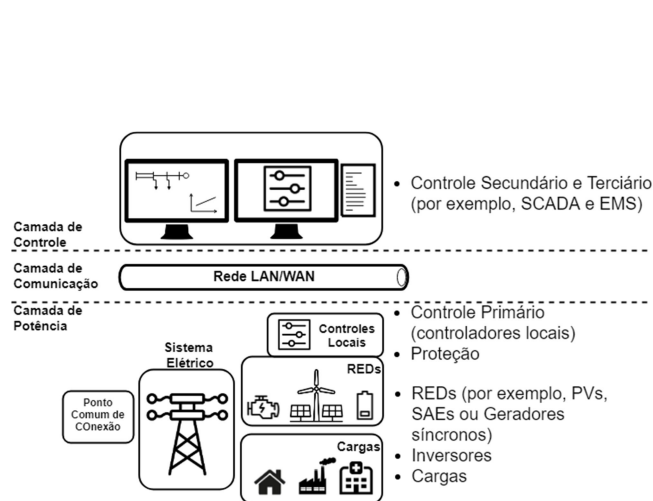 • Controle Secundário e Terciário
(por exemplo, SCADA e EMS)
Camada de
Controle
Camada de
Comunicação
Rede LAN/WAN
Camada de
Potência
• Controle Primário
(controladores locais)
• Proteção
Controles
Locais
Sistema
Elétrico
REDs
Ponto
Comum de
COnexão
• REDs (por exemplo, PVs,
SAEs ou Geradores
síncronos)
• Inversores
• Cargas
Cargas